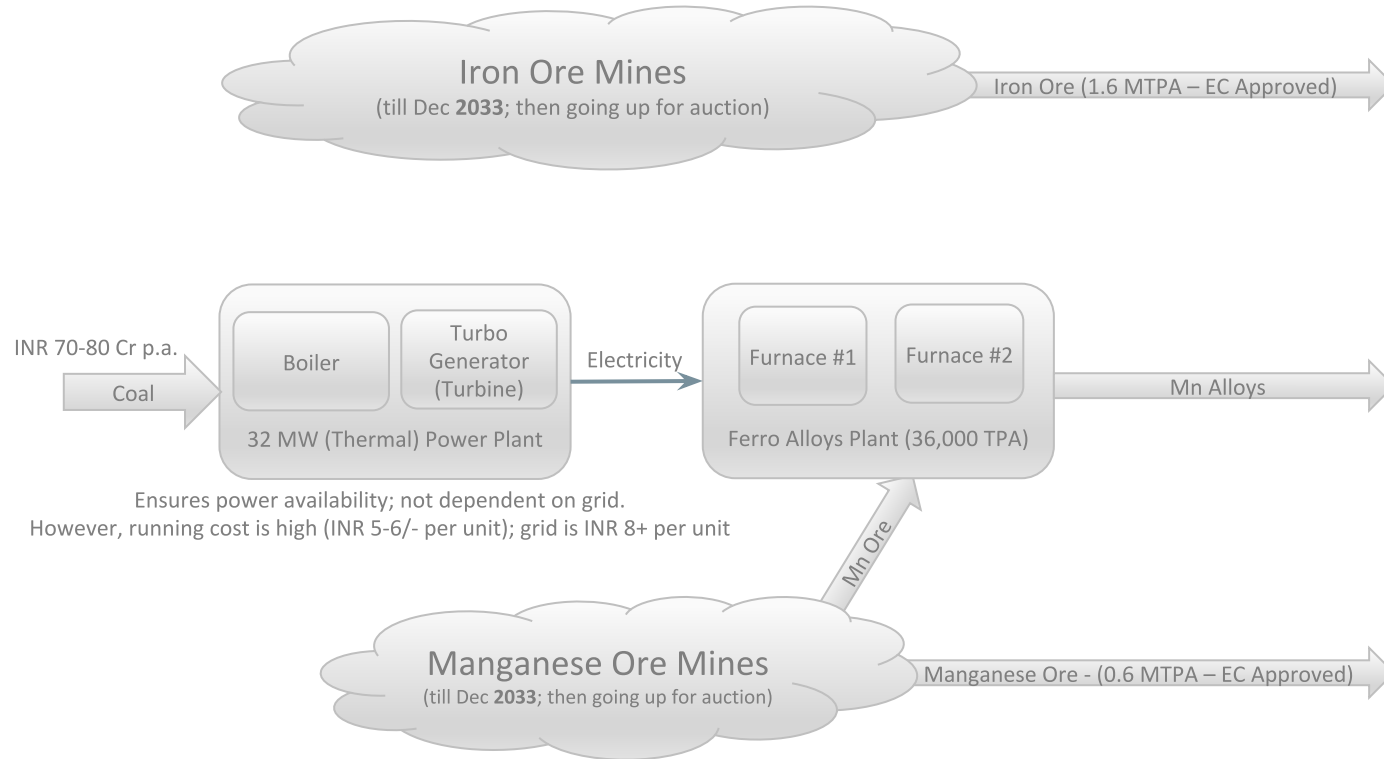 Iron Ore Mines
(till Dec 2033; then going up for auction)
Iron Ore (1.6 MTPA – EC Approved)
INR 70-80 Cr p.a.
Coal
Boiler
Turbo
Generator
(Turbine)
32 MW (Thermal) Power Plant
Electricity
Furnace #1
Furnace #2
Ferro Alloys Plant (36,000 TPA)
Mn Alloys
Ensures power availability; not dependent on grid.
However, running cost is high (INR 5-6/- per unit); grid is INR 8+ per unit
Mn Ore
Manganese Ore Mines
(till Dec 2033; then going up for auction)
Manganese Ore - (0.6 MTPA – EC Approved)